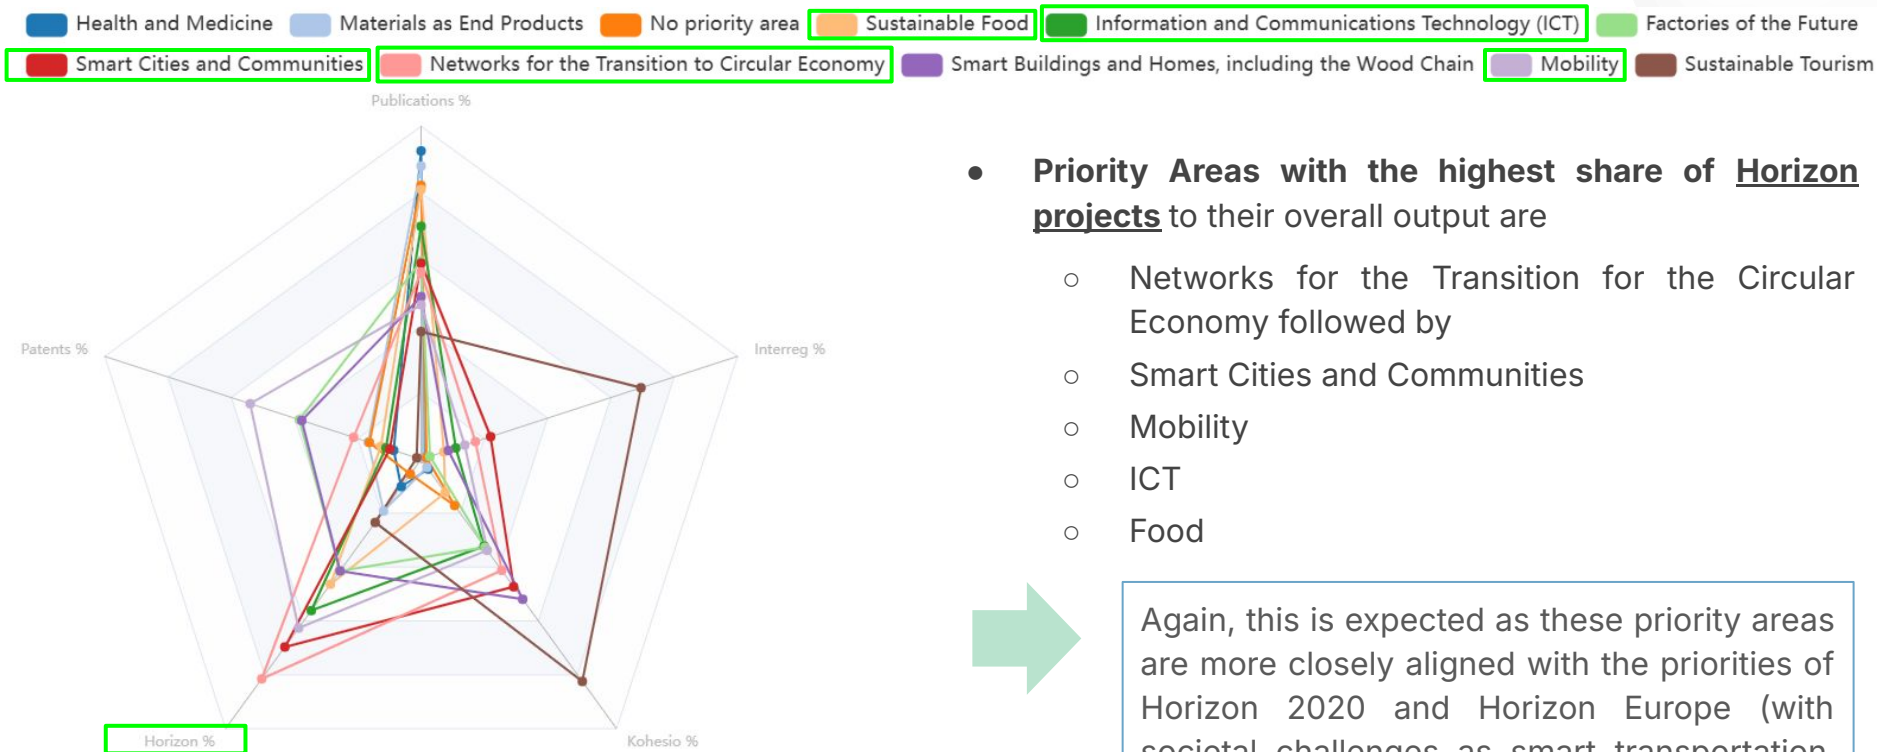 Health and Medicine Materials as End Products No priority area Sustainable Food Information and Communications Technology (ICT) Factories of the Future
Smart Cities and Communities Networks for the Transition to Circular Economy Smart Buildings and Homes, including the Wood Chain Mobility Sustainable Tourism
Publications %
Patents %
Interreg %
Horizon %
Kohesio %
● Priority Areas with the highest share of Horizon
projects to their overall output are
○ Networks for the Transition for the Circular
Economy followed by
○ Smart Cities and Communities
○ Mobility
○ ICT
○ Food
Again, this is expected as these priority areas
are more closely aligned with the priorities of
Horizon 2020 and Horizon Europe (with
societal challenges as smart transportation,